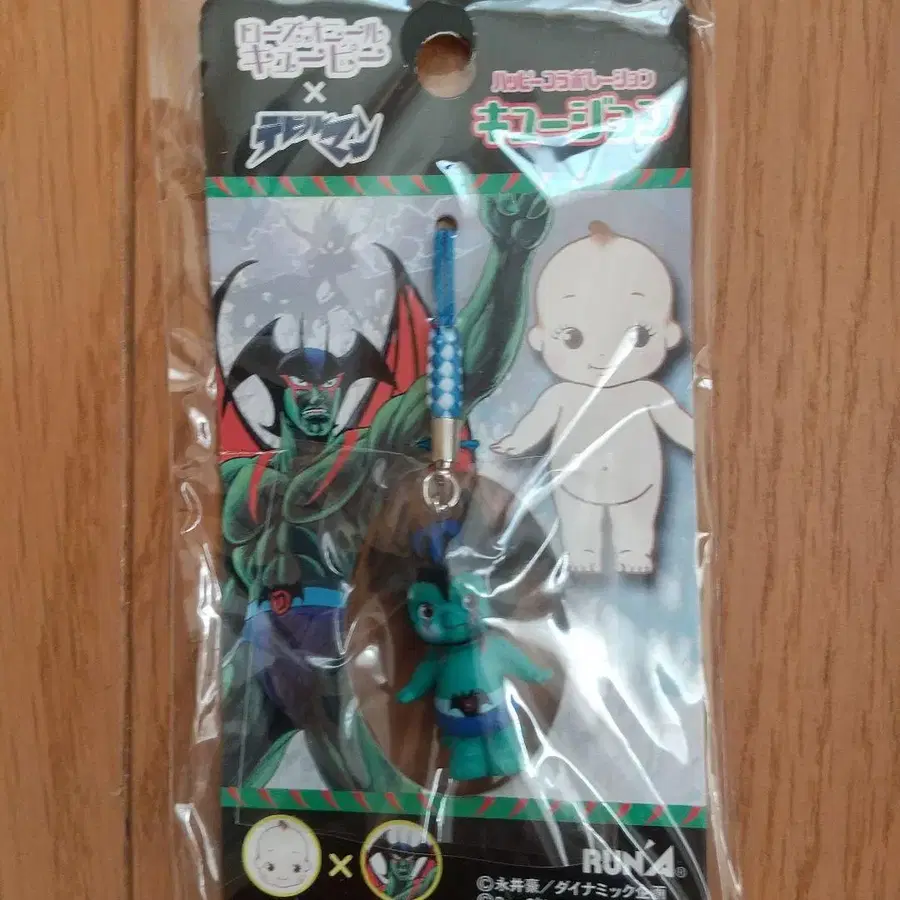 ローズオニール
キューピー
×
デビルマン
ハッピーコラボレーション
キュージョン
×
RUN'A®
©永井豪/ダイナミック企画